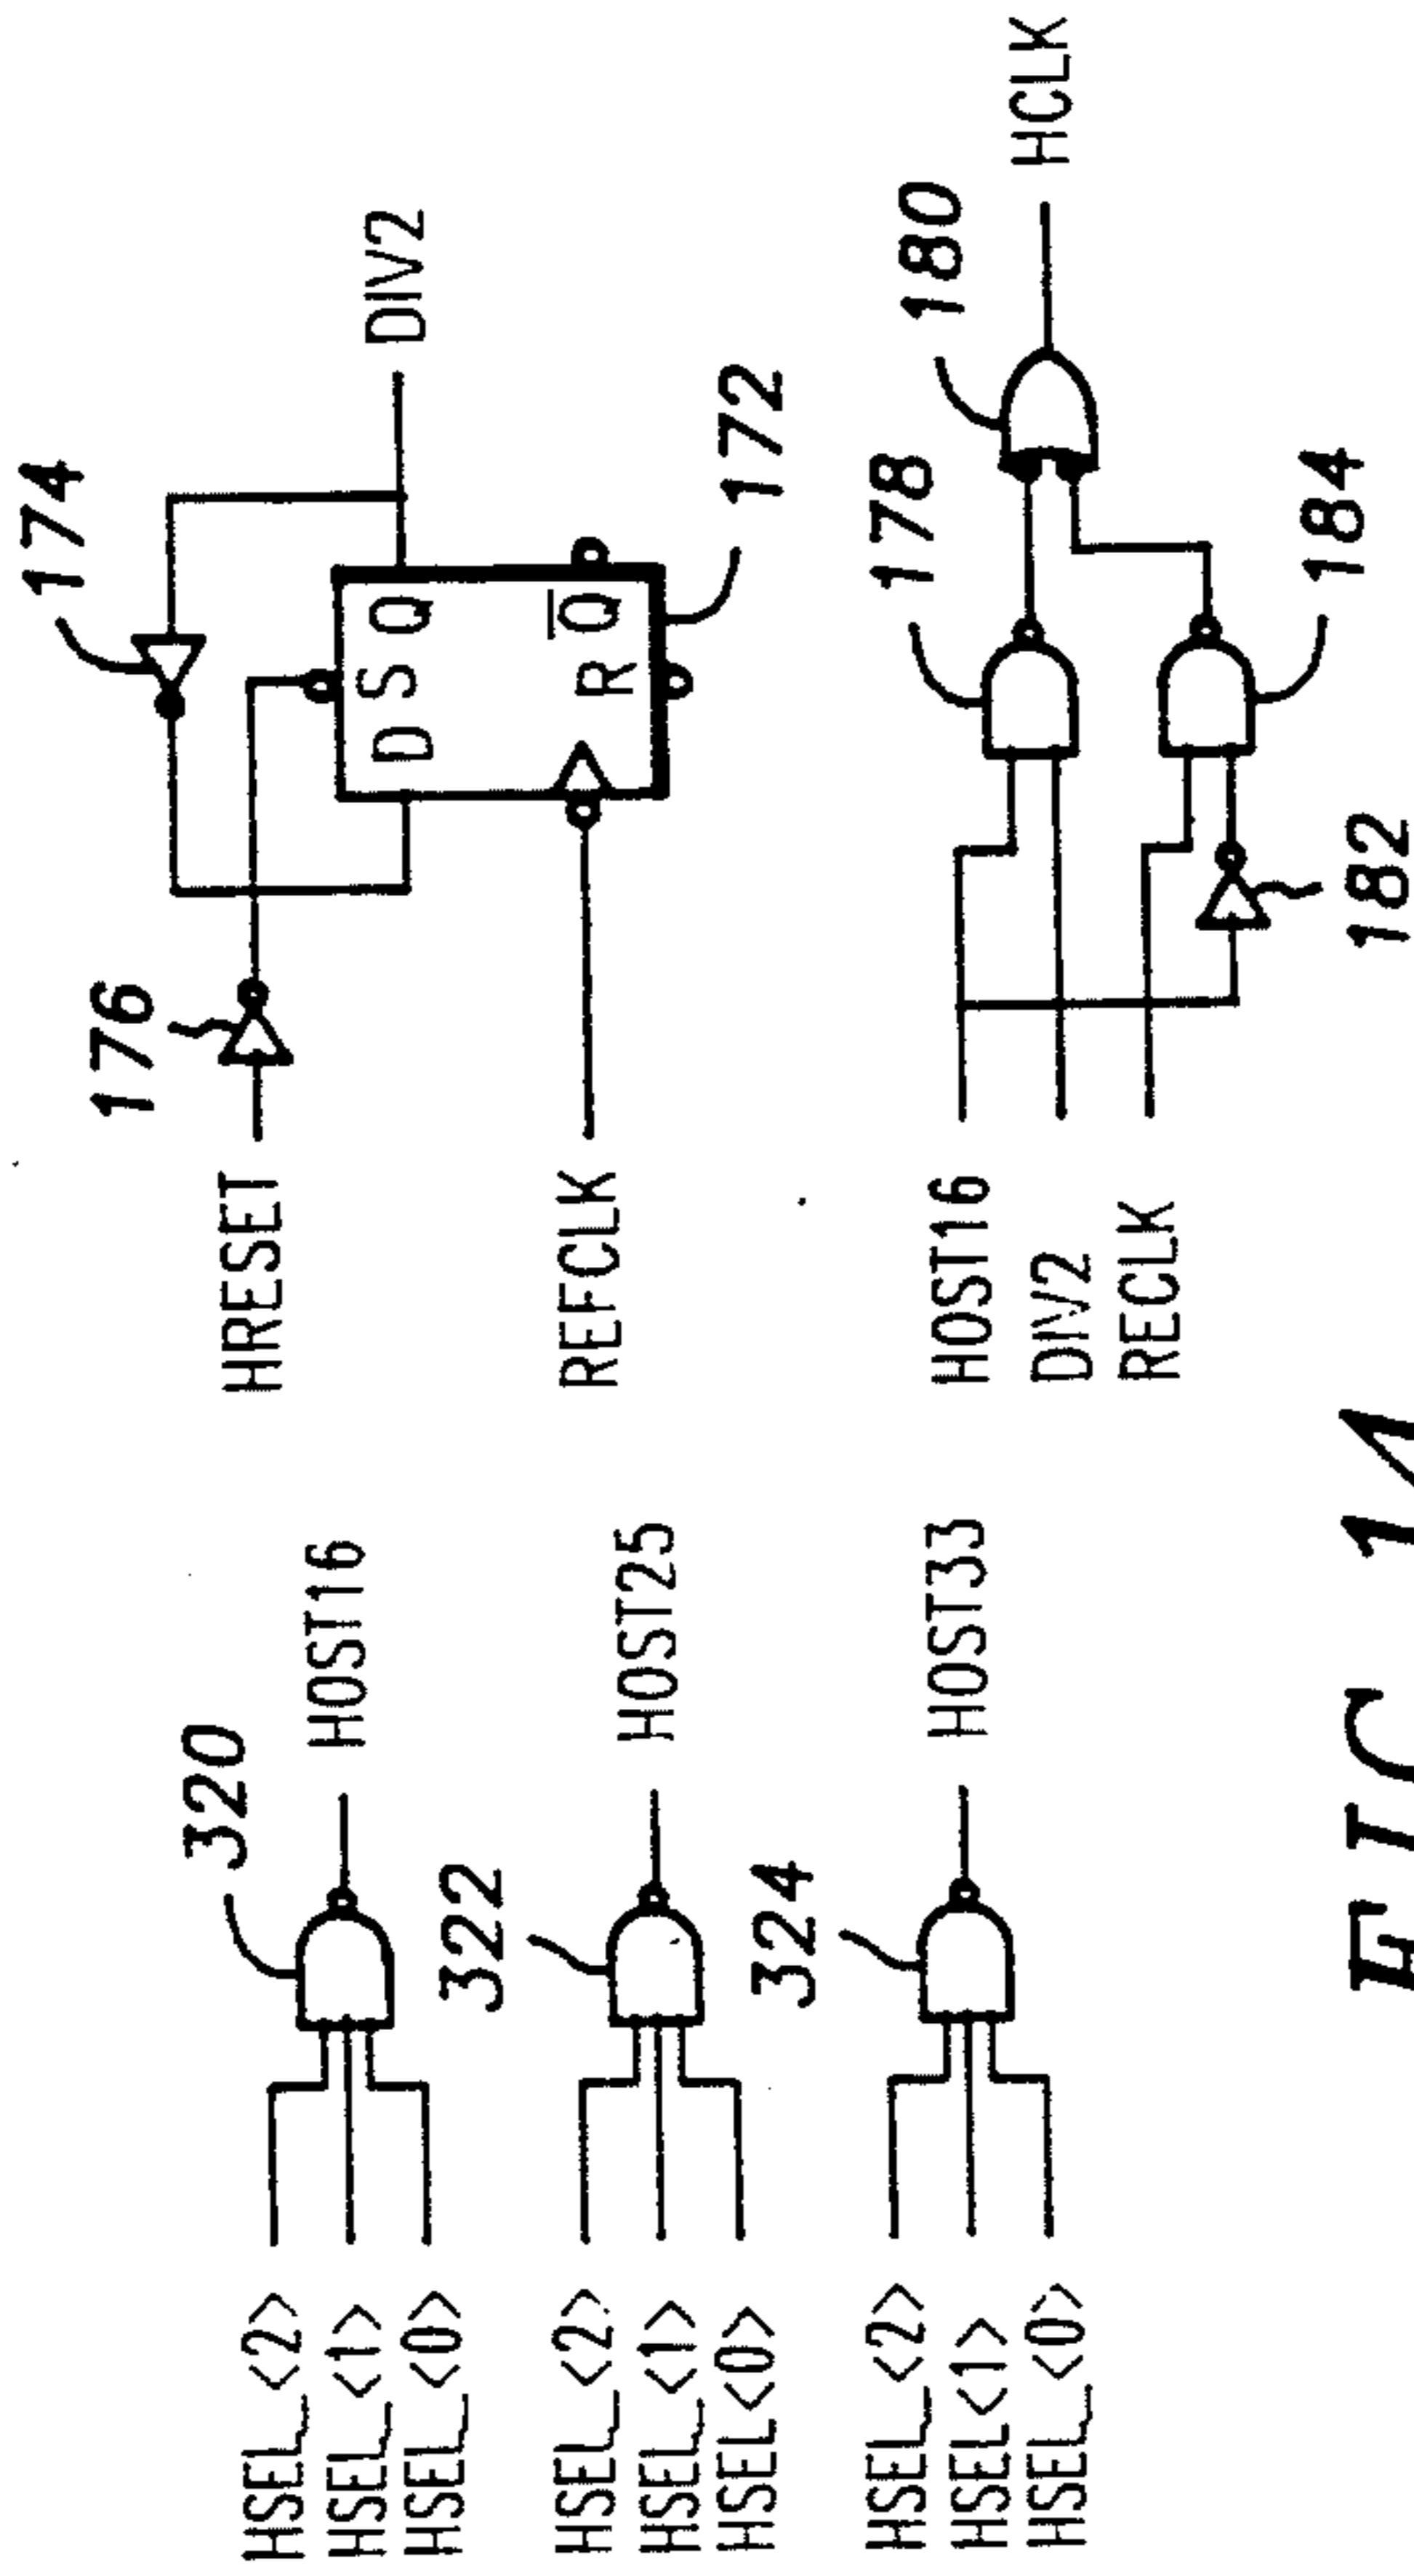 HSEL_<2>
HSEL_<1>
HSEL_<0>
320
HOST16
HSEL_<2>
HSEL_<1>
HSEL<0>
322
HOST25
HSEL_<2>
HSEL<1>
HSEL_<0>
324
HOST33
HRESET
176
174
D S Q
R Q̅
DIV2
172
REFCLK
HOST16
DIV2
RECLK
178
180
182
184
HCLK
FIG. 14